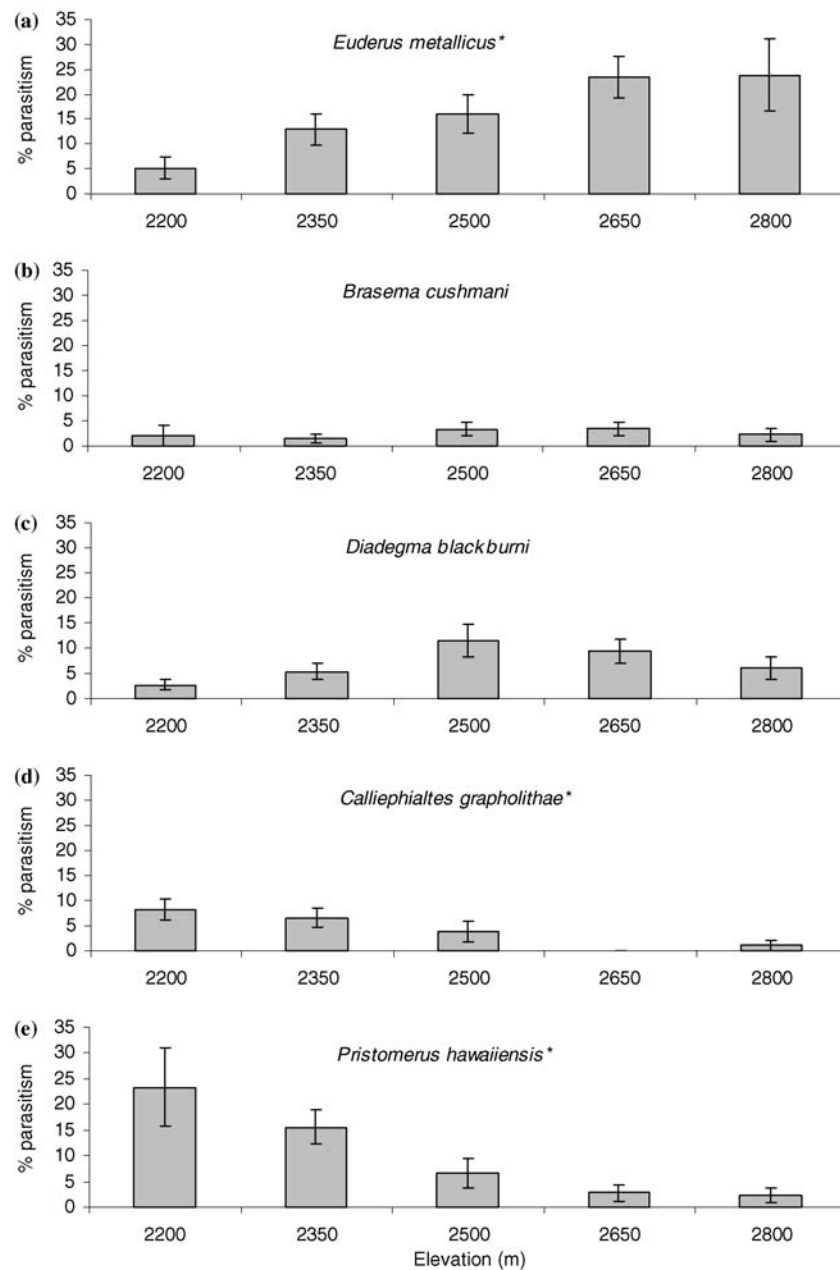 (a)
Euderus metallicus*
% parasitism
35
30
25
20
15
10
5
0
2200 2350 2500 2650 2800
(b)
Brasema cushmani
% parasitism
35
30
25
20
15
10
5
0
2200 2350 2500 2650 2800
(c)
Diadegma blackburni
% parasitism
35
30
25
20
15
10
5
0
2200 2350 2500 2650 2800
(d)
Calliephialtes grapholithae*
% parasitism
35
30
25
20
15
10
5
0
2200 2350 2500 2650 2800
(e)
Pristomerus hawaiiensis*
% parasitism
35
30
25
20
15
10
5
0
2200 2350 2500 2650 2800
Elevation (m)